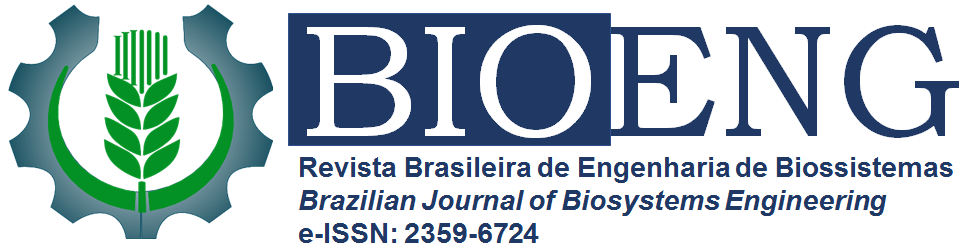 BIOENG
Revista Brasileira de Engenharia de Biossistemas
Brazilian Journal of Biosystems Engineering
e-ISSN: 2359-6724